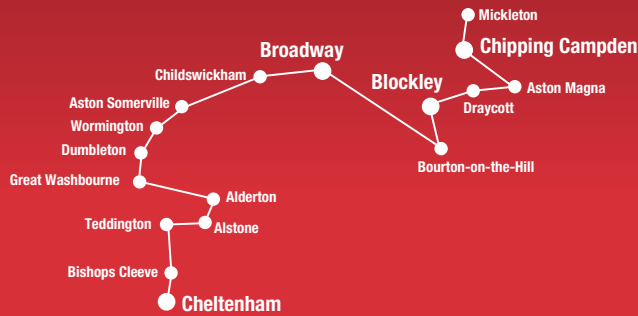 Mickleton
Chipping Campden
Broadway
Childswickham
Blockley
Aston Magna
Aston Somerville
Draycott
Wormington
Dumbleton
Bourton-on-the-Hill
Great Washbourne
Alderton
Teddington
Alstone
Bishops Cleeve
Cheltenham